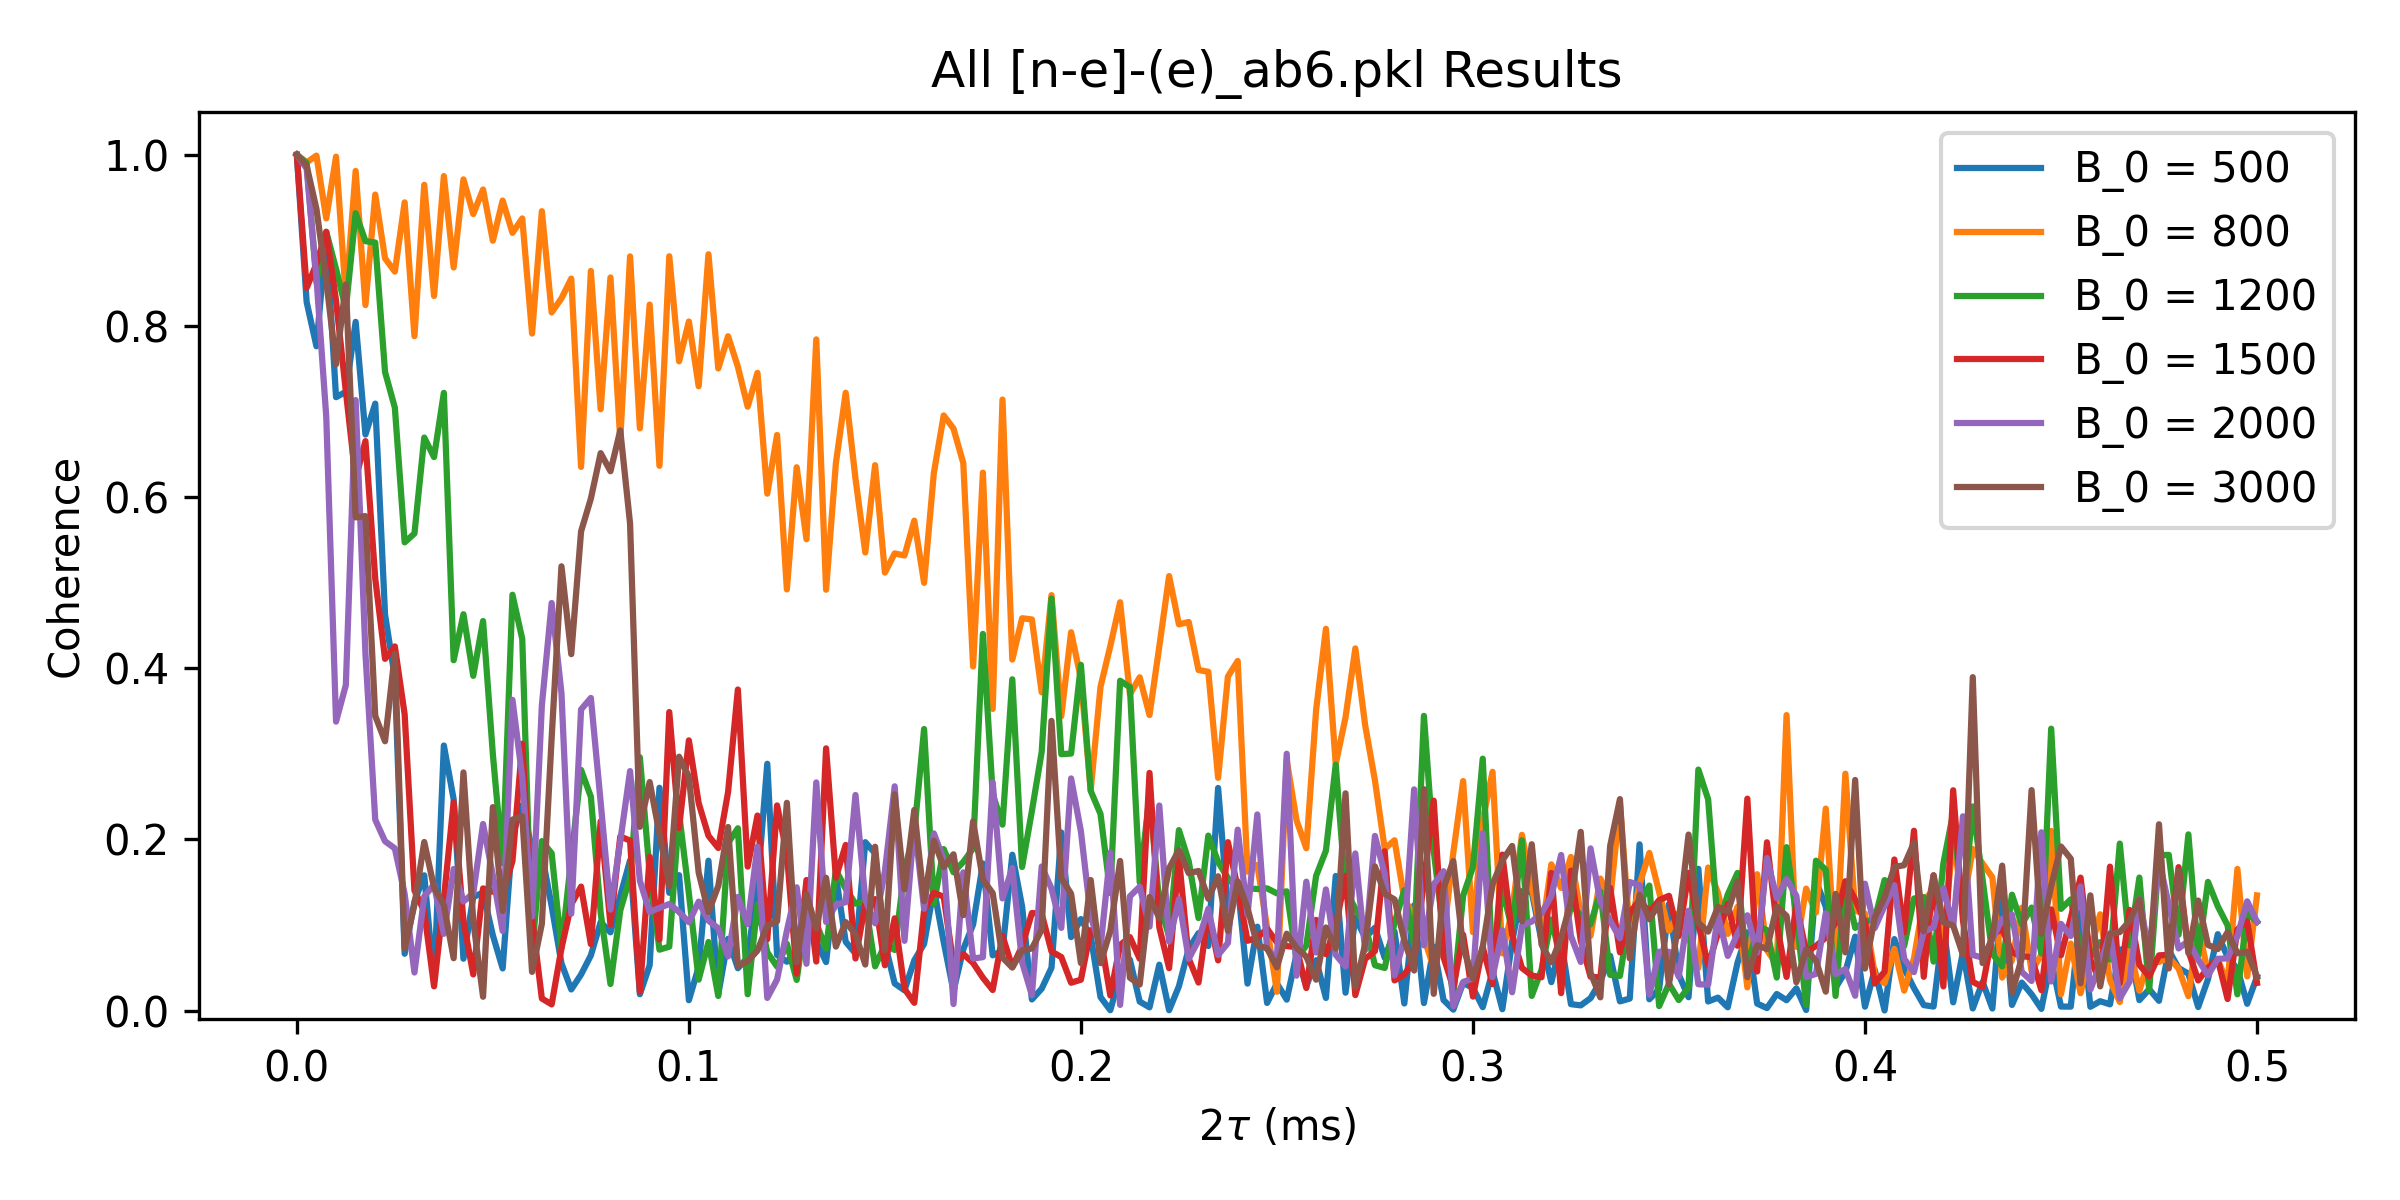 All [n-e]-(e)_ab6.pkl Results
1.0
0.8
0.6
0.4
0.2
0.0
Coherence
B_0 = 500
B_0 = 800
B_0 = 1200
B_0 = 1500
B_0 = 2000
B_0 = 3000
0.0 0.1 0.2 0.3 0.4 0.5
2τ (ms)